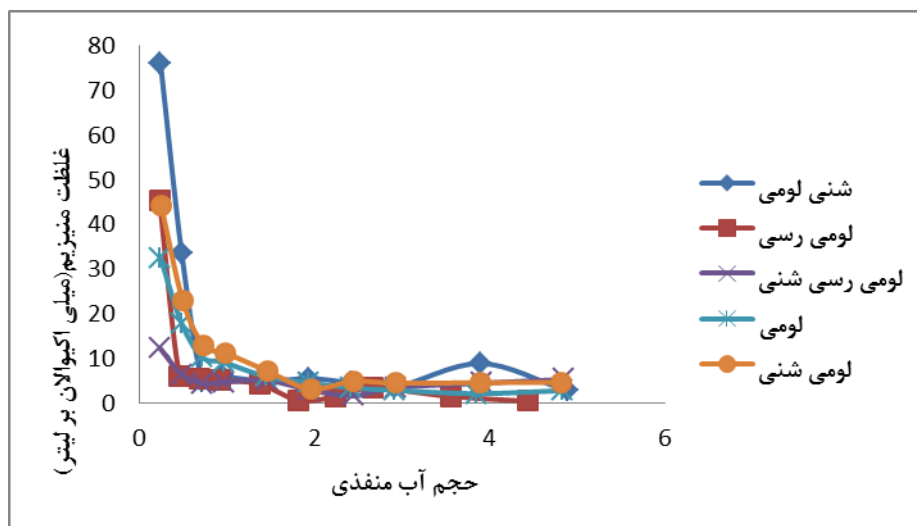 غلظت منیزیم(میلی اکیوالان بر لیتر)
80
70
60
50
40
30
20
10
0
0 2 4 6
حجم آب منفذی
شنی لومی
لومی رسی
لومی رسی شنی
لومی
لومی شنی